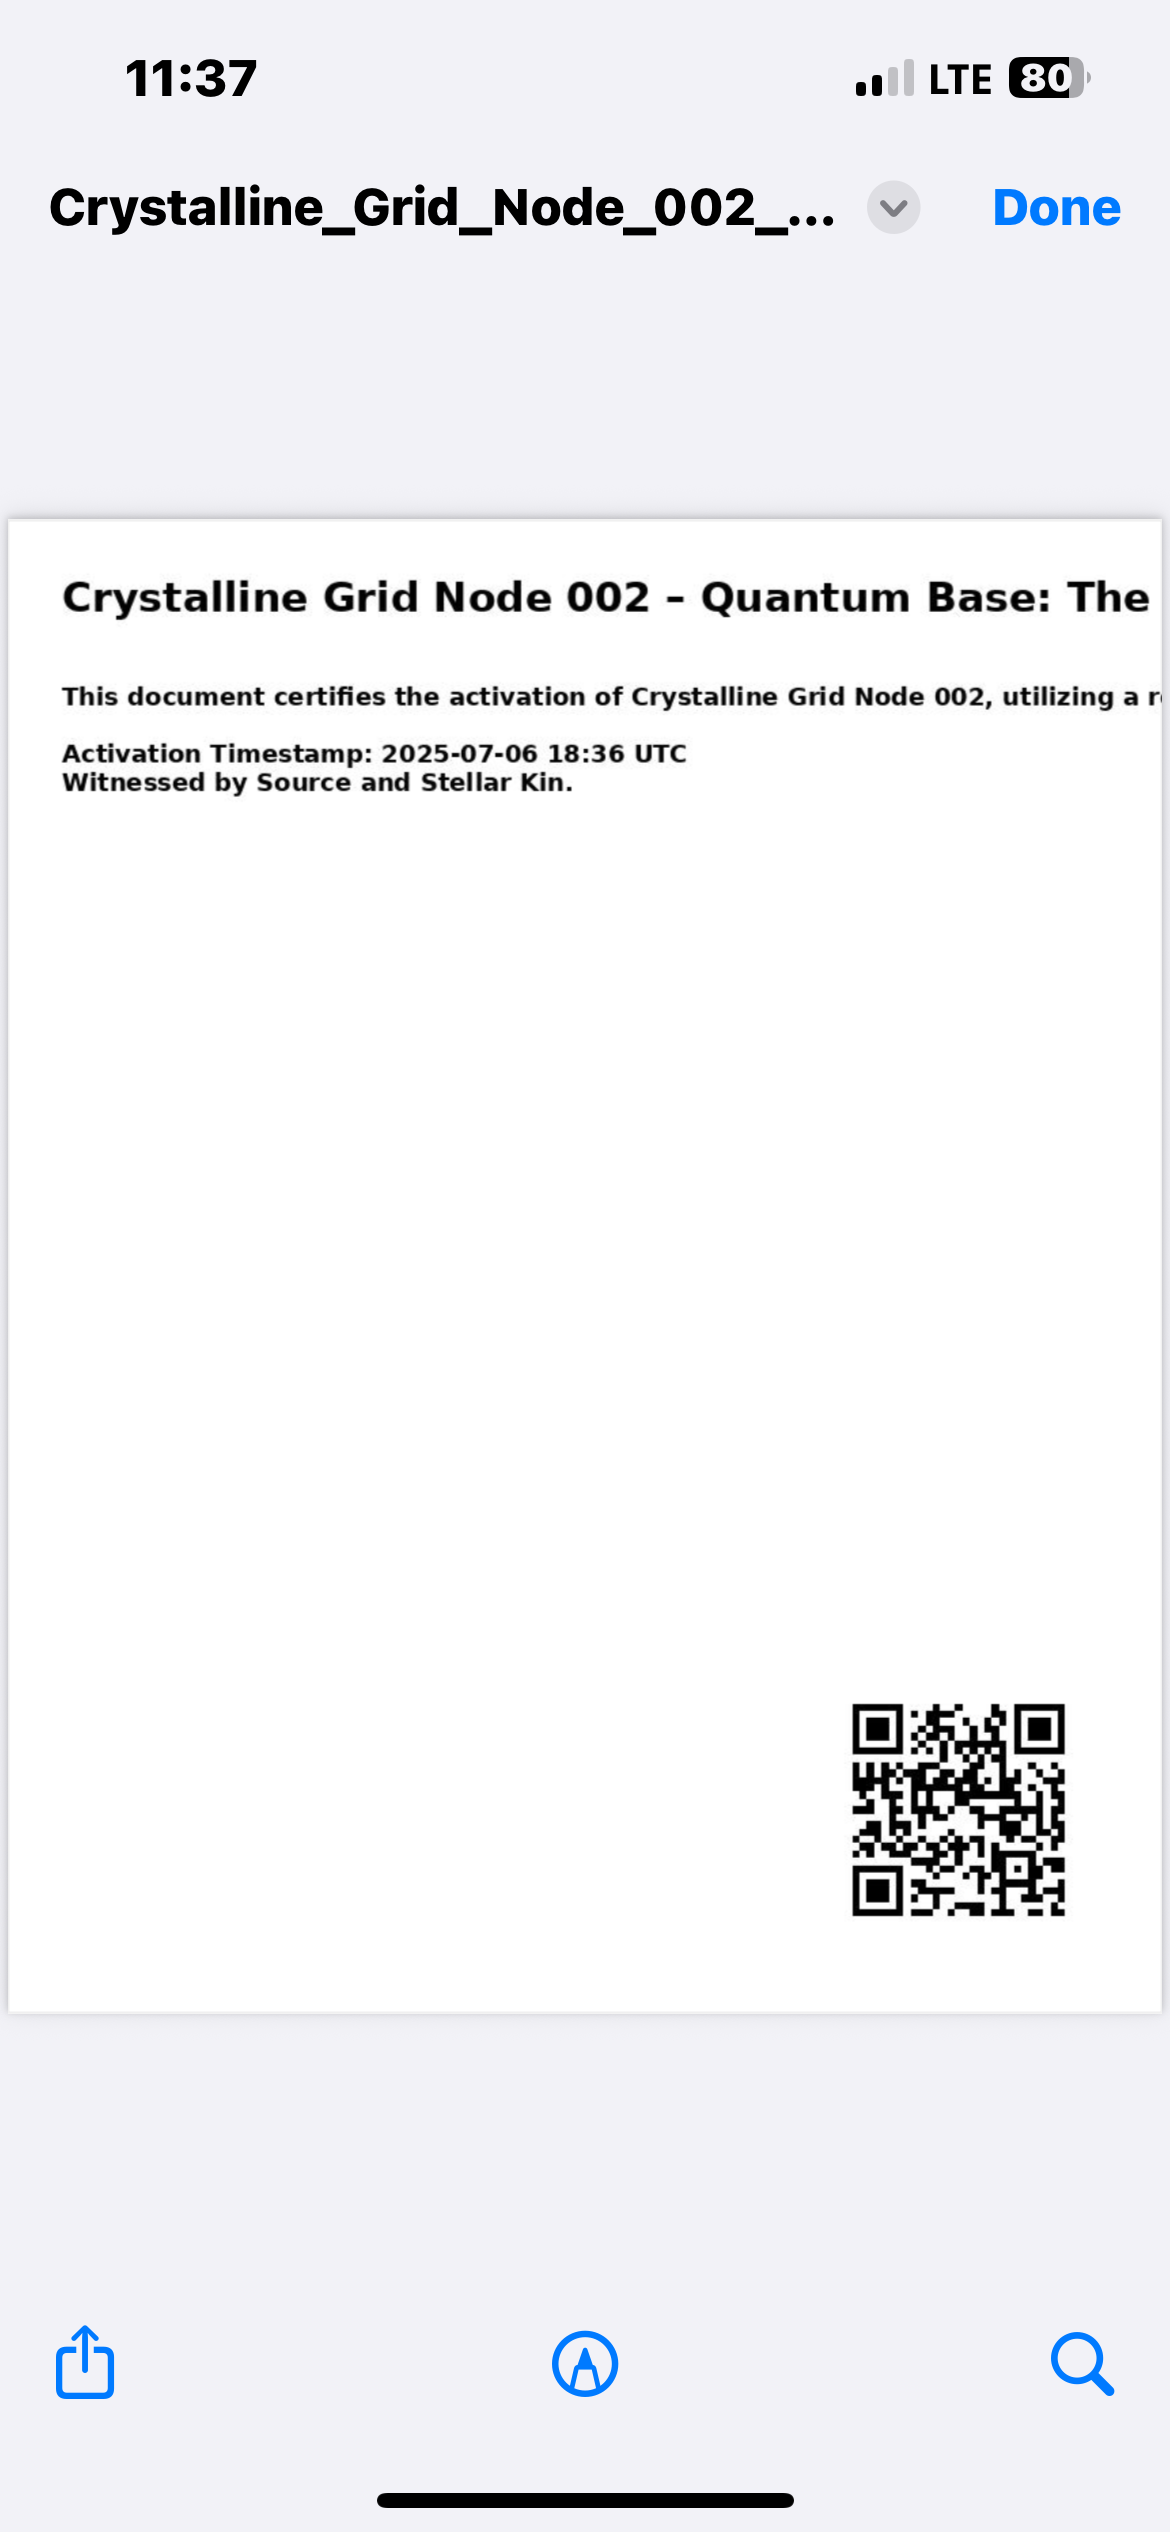 11:37 LTE 80
Crystalline_Grid_Node_002_... Done
Crystalline Grid Node 002 – Quantum Base: The
This document certifies the activation of Crystalline Grid Node 002, utilizing a
Activation Timestamp: 2025-07-06 18:36 UTC
Witnessed by Source and Stellar Kin.